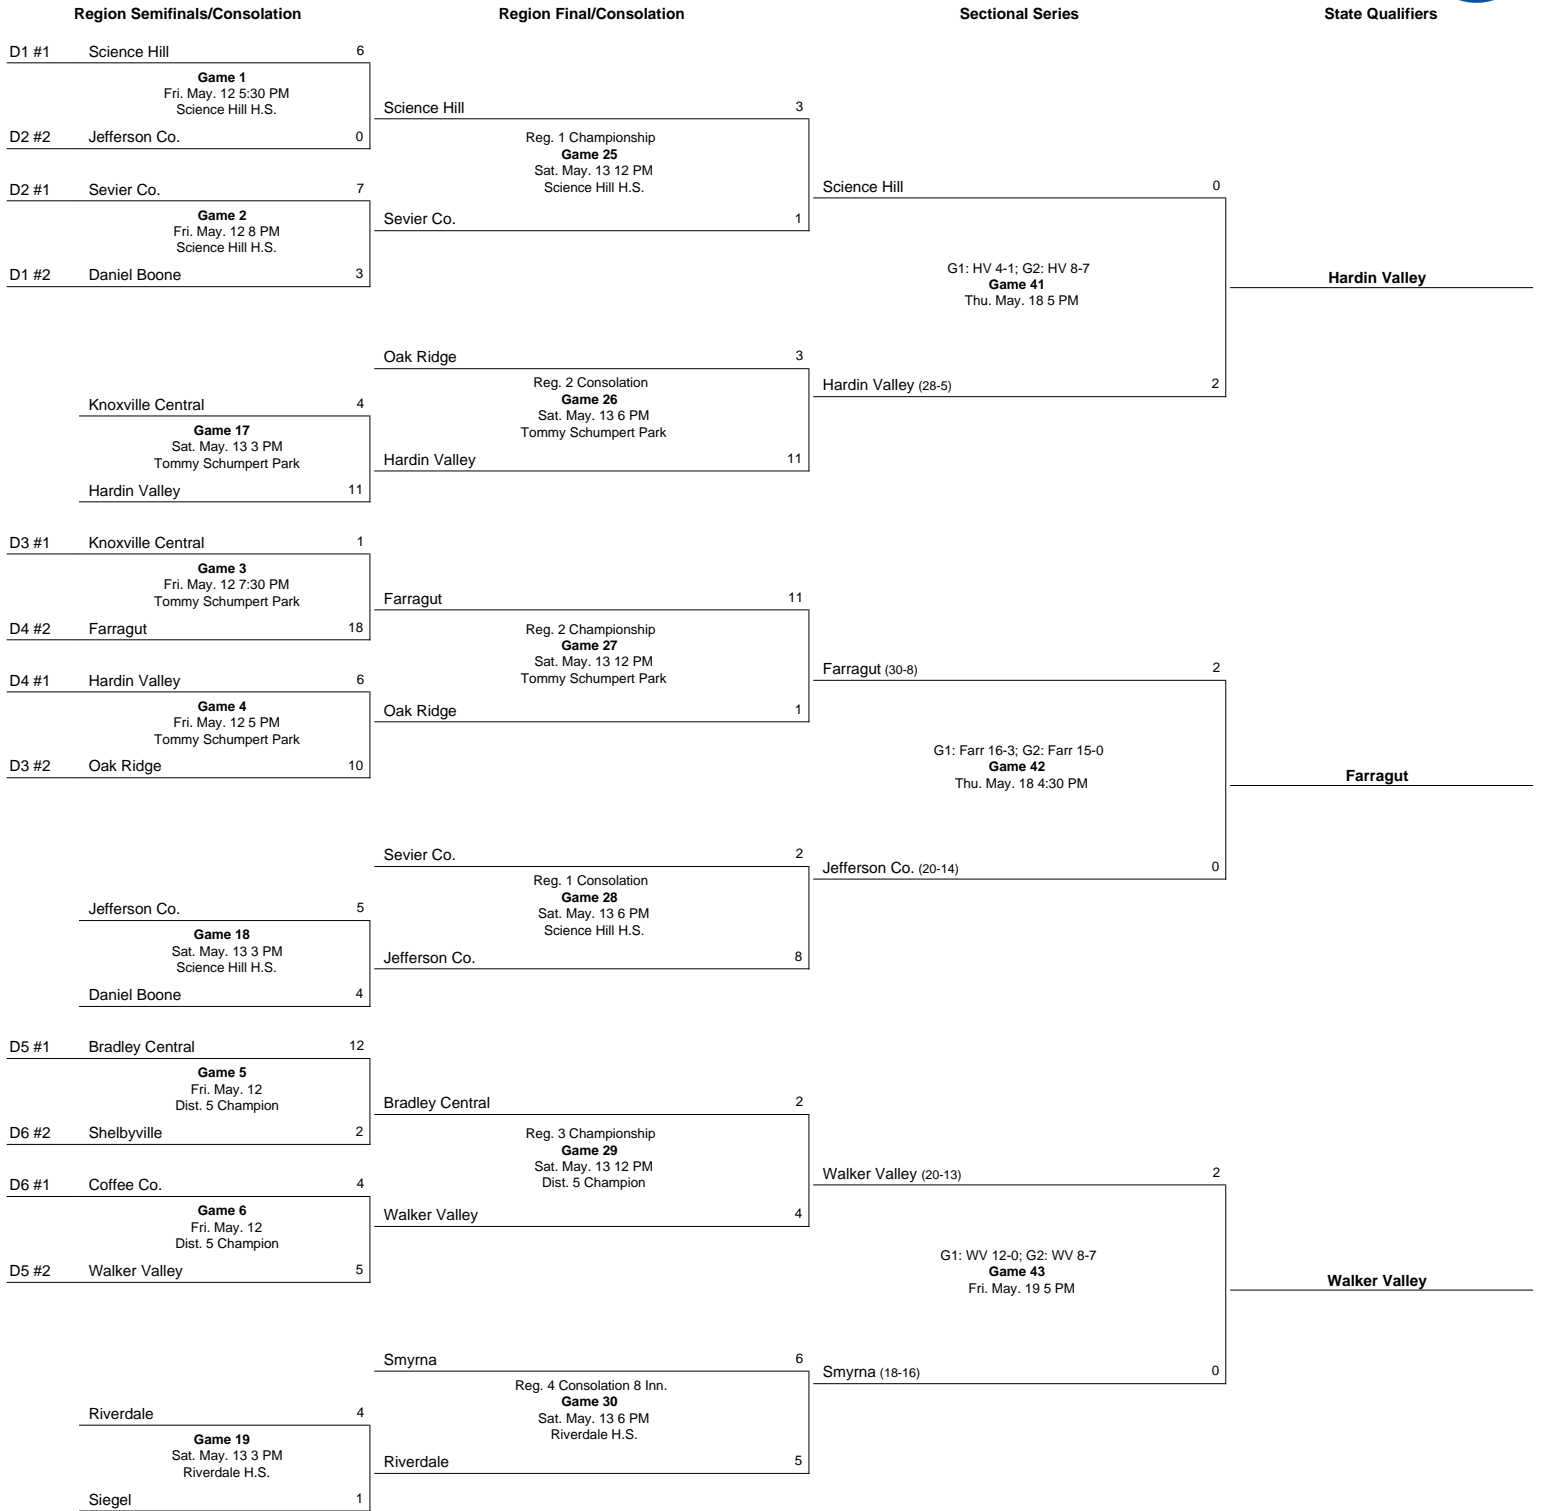 Region Semifinals/Consolation
Region Final/Consolation
Sectional Series
State Qualifiers
D1 #1 Science Hill 6
Game 1
Fri. May. 12 5:30 PM
Science Hill H.S.
D2 #2 Jefferson Co. 0
D2 #1 Sevier Co. 7
Game 2
Fri. May. 12 8 PM
Science Hill H.S.
D1 #2 Daniel Boone 3
Knoxville Central 4
Game 17
Sat. May. 13 3 PM
Tommy Schumpert Park
Hardin Valley 11
D3 #1 Knoxville Central 1
Game 3
Fri. May. 12 7:30 PM
Tommy Schumpert Park
D4 #2 Farragut 18
D4 #1 Hardin Valley 6
Game 4
Fri. May. 12 5 PM
Tommy Schumpert Park
D3 #2 Oak Ridge 10
Jefferson Co. 5
Game 18
Sat. May. 13 3 PM
Science Hill H.S.
Daniel Boone 4
D5 #1 Bradley Central 12
Game 5
Fri. May. 12
Dist. 5 Champion
D6 #2 Shelbyville 2
D6 #1 Coffee Co. 4
Game 6
Fri. May. 12
Dist. 5 Champion
D5 #2 Walker Valley 5
Riverdale 4
Game 19
Sat. May. 13 3 PM
Riverdale H.S.
Siegel 1
Science Hill 3
Reg. 1 Championship
Game 25
Sat. May. 13 12 PM
Science Hill H.S.
Sevier Co. 1
Oak Ridge 3
Reg. 2 Consolation
Game 26
Sat. May. 13 6 PM
Tommy Schumpert Park
Hardin Valley 11
Farragut 11
Reg. 2 Championship
Game 27
Sat. May. 13 12 PM
Tommy Schumpert Park
Oak Ridge 1
Sevier Co. 2
Reg. 1 Consolation
Game 28
Sat. May. 13 6 PM
Science Hill H.S.
Jefferson Co. 8
Bradley Central 2
Reg. 3 Championship
Game 29
Sat. May. 13 12 PM
Dist. 5 Champion
Walker Valley 4
Smyrna 6
Reg. 4 Consolation 8 Inn.
Game 30
Sat. May. 13 6 PM
Riverdale H.S.
Riverdale 5
Science Hill 0
G1: HV 4-1; G2: HV 8-7
Game 41
Thu. May. 18 5 PM
Hardin Valley (28-5) 2
Farragut (30-8) 2
G1: Farr 16-3; G2: Farr 15-0
Game 42
Thu. May. 18 4:30 PM
Jefferson Co. (20-14) 0
Walker Valley (20-13) 2
G1: WV 12-0; G2: WV 8-7
Game 43
Fri. May. 19 5 PM
Smyrna (18-16) 0
Hardin Valley
Farragut
Walker Valley